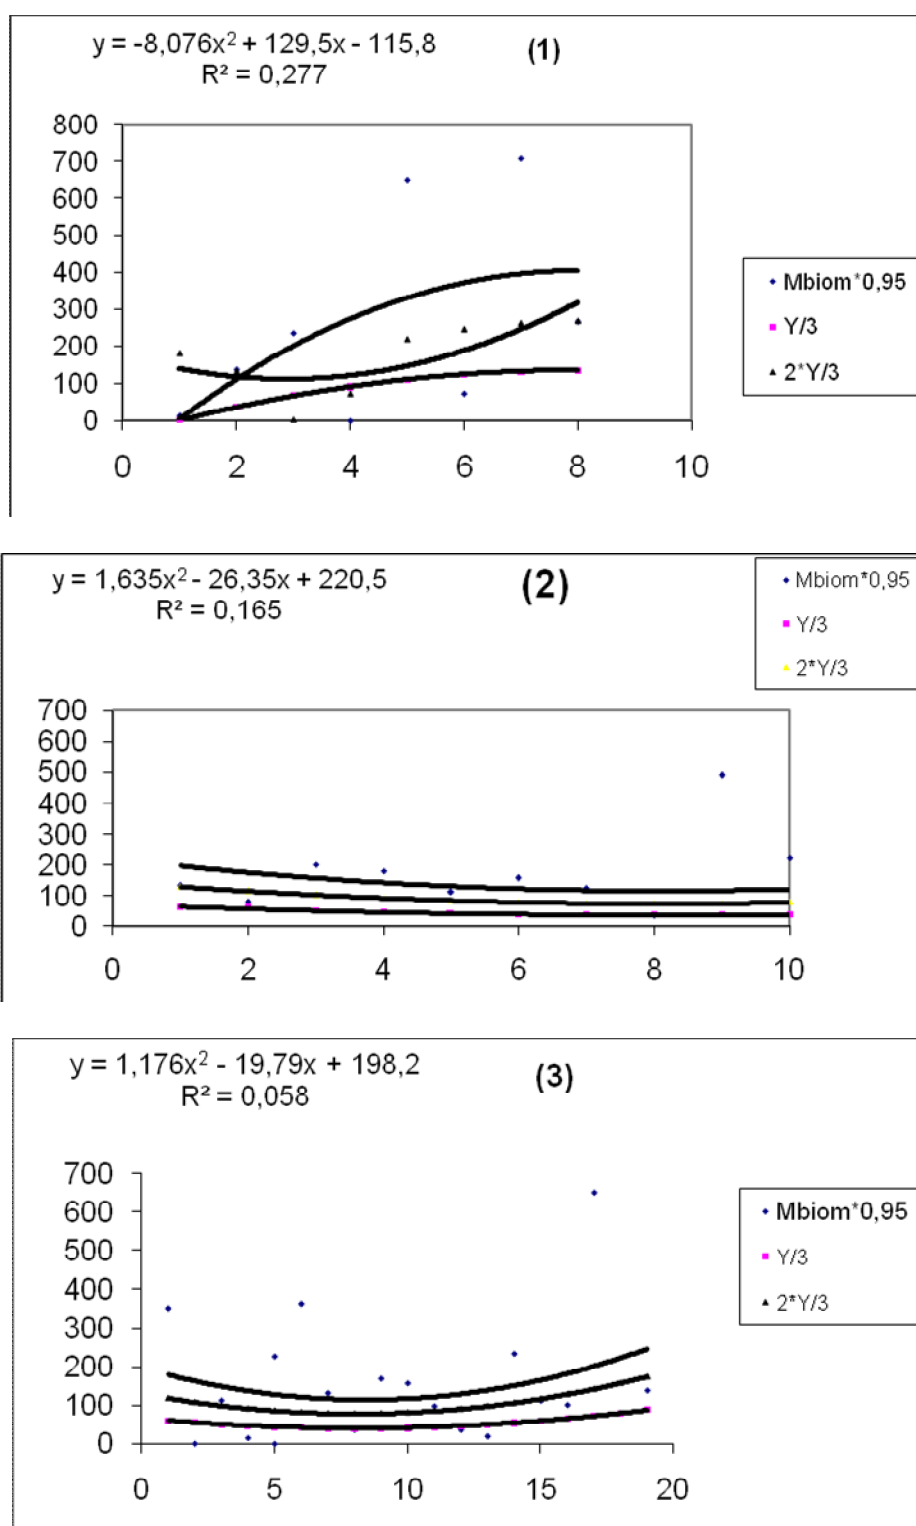 y = -8,076x² + 129,5x - 115,8
R² = 0,277
(1)
800
700
600
500
400
300
200
100
0
0 2 4 6 8 10
Mbiom*0,95
Y/3
2*Y/3
y = 1,635x² - 26,35x + 220,5
R² = 0,165
(2)
Mbiom*0,95
Y/3
2*Y/3
700
600
500
400
300
200
100
0
0 2 4 6 8 10
y = 1,176x² - 19,79x + 198,2
R² = 0,058
(3)
700
600
500
400
300
200
100
0
0 5 10 15 20
Mbiom*0,95
Y/3
2*Y/3